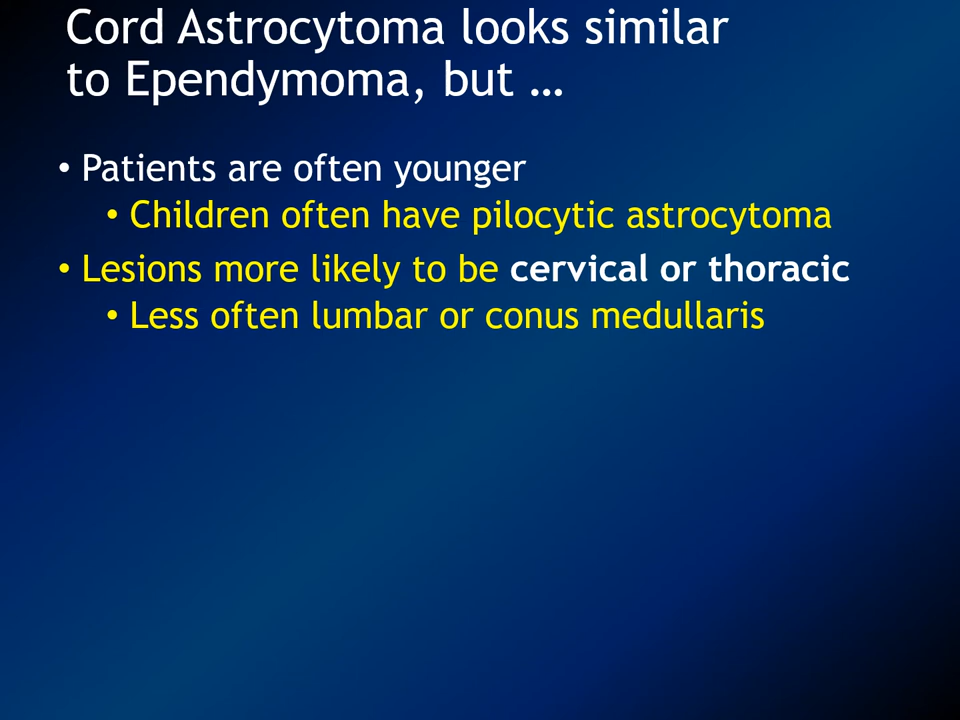 Cord Astrocytoma looks similar
to Ependymoma, but …
• Patients are often younger
• Children often have pilocytic astrocytoma
• Lesions more likely to be cervical or thoracic
• Less often lumbar or conus medullaris